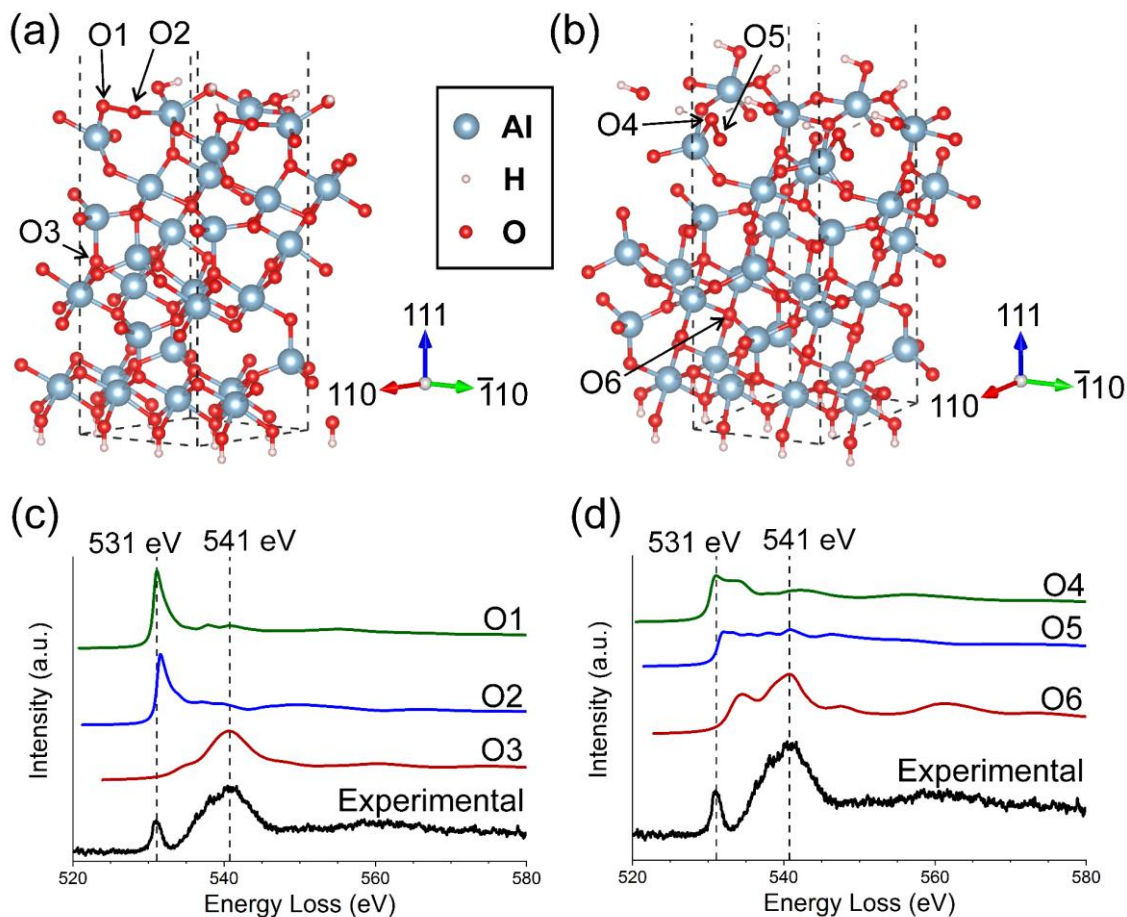 (a)
O1 O2
O3
Al
H
O
111
110 1̅10
(b)
O5
O4
O6
111
110 1̅10
(c)
531 eV 541 eV
O1
O2
O3
Experimental
Intensity (a.u.)
520 540 560 580
Energy Loss (eV)
(d)
531 eV 541 eV
O4
O5
O6
Experimental
Intensity (a.u.)
520 540 560 580
Energy Loss (eV)